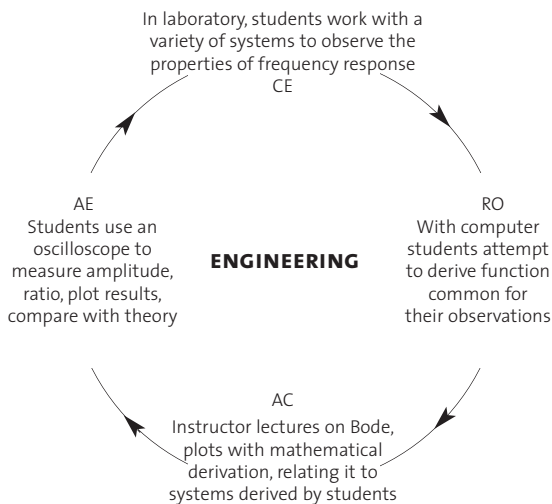 In laboratory, students work with a
variety of systems to observe the
properties of frequency response
CE
RO
With computer
students attempt
to derive function
common for
their observations
AC
Instructor lectures on Bode,
plots with mathematical
derivation, relating it to
systems derived by students
AE
Students use an
oscilloscope to
measure amplitude,
ratio, plot results,
compare with theory
ENGINEERING